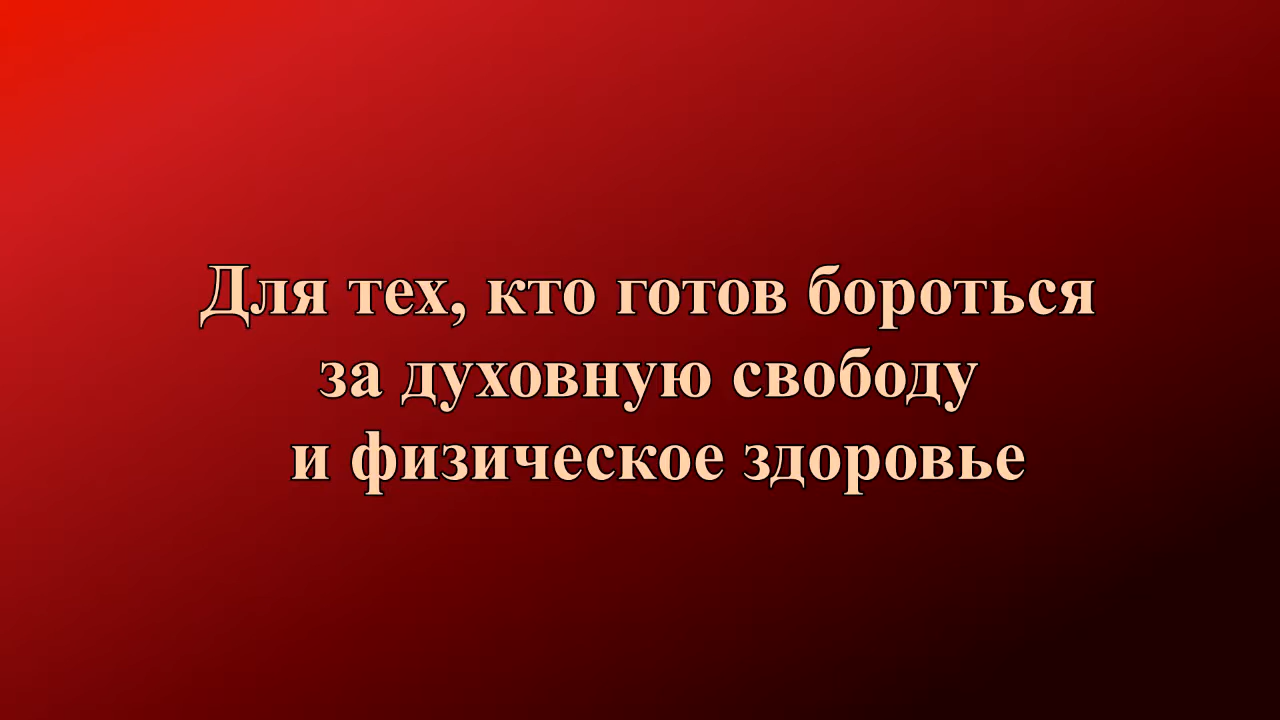 Для тех, кто готов бороться
за духовную свободу
и физическое здоровье